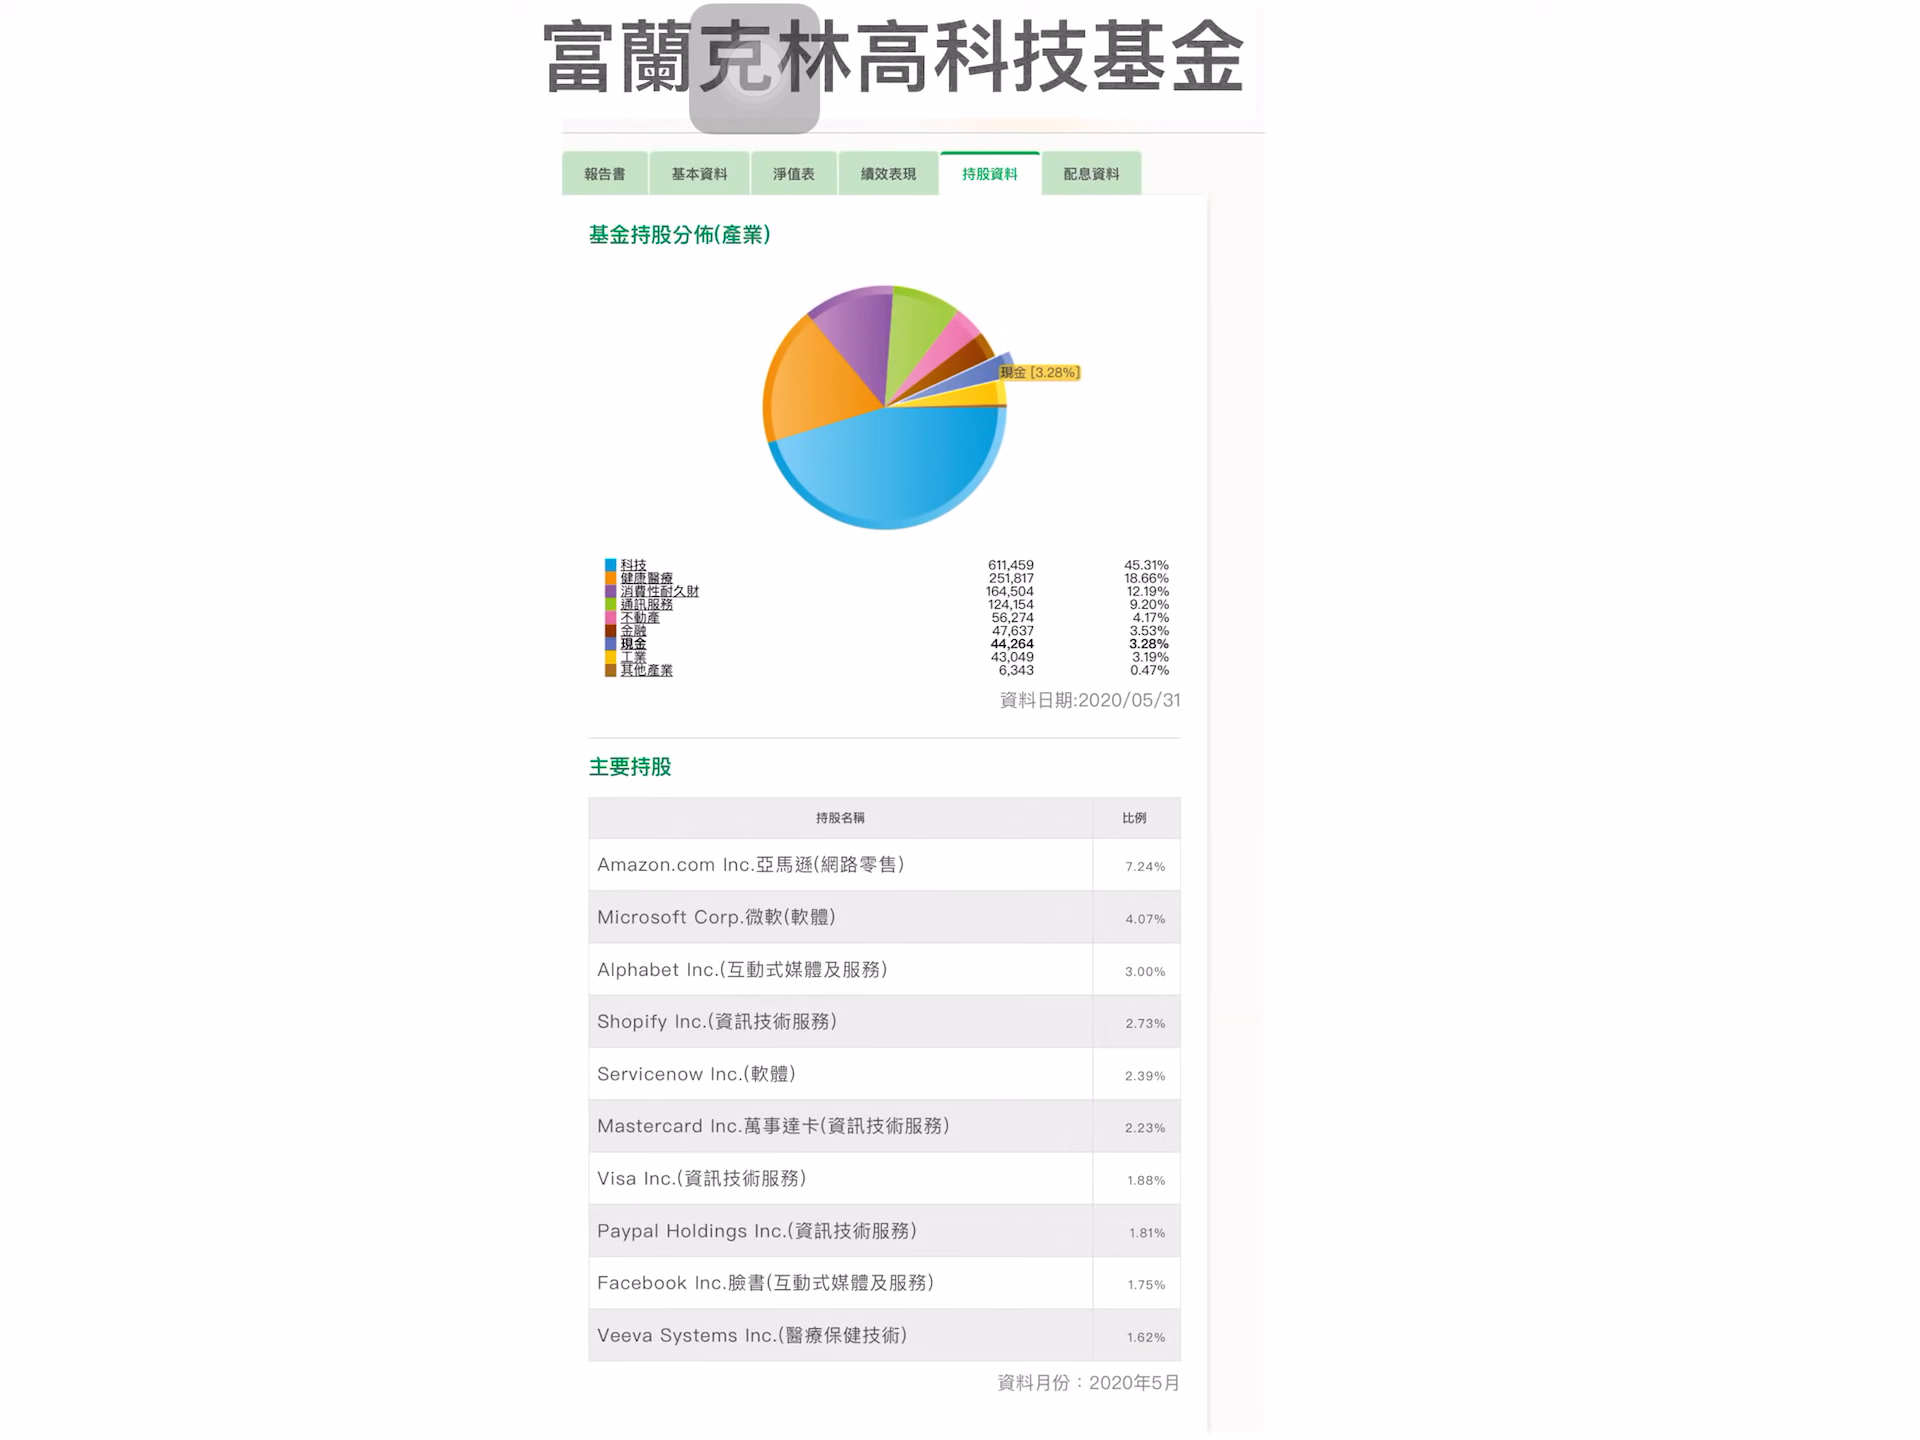 富蘭克林高科技基金
報告書 基本資料 淨值表 績效表現 持股資料 配息資料
基金持股分佈(產業)
現金 [3.28%]
科技 611,459 45.31%
健康醫療 251,817 18.66%
消費性耐久財 164,504 12.19%
通訊服務 124,154 9.20%
不動產 56,274 4.17%
金融 47,637 3.53%
現金 44,264 3.28%
工業 43,049 3.19%
其他產業 6,343 0.47%
資料日期:2020/05/31
主要持股
持股名稱 比例
Amazon.com Inc.亞馬遜(網路零售) 7.24%
Microsoft Corp.微軟(軟體) 4.07%
Alphabet Inc.(互動式媒體及服務) 3.00%
Shopify Inc.(資訊技術服務) 2.73%
Servicenow Inc.(軟體) 2.39%
Mastercard Inc.萬事達卡(資訊技術服務) 2.23%
Visa Inc.(資訊技術服務) 1.88%
Paypal Holdings Inc.(資訊技術服務) 1.81%
Facebook Inc.臉書(互動式媒體及服務) 1.75%
Veeva Systems Inc.(醫療保健技術) 1.62%
資料月份：2020年5月